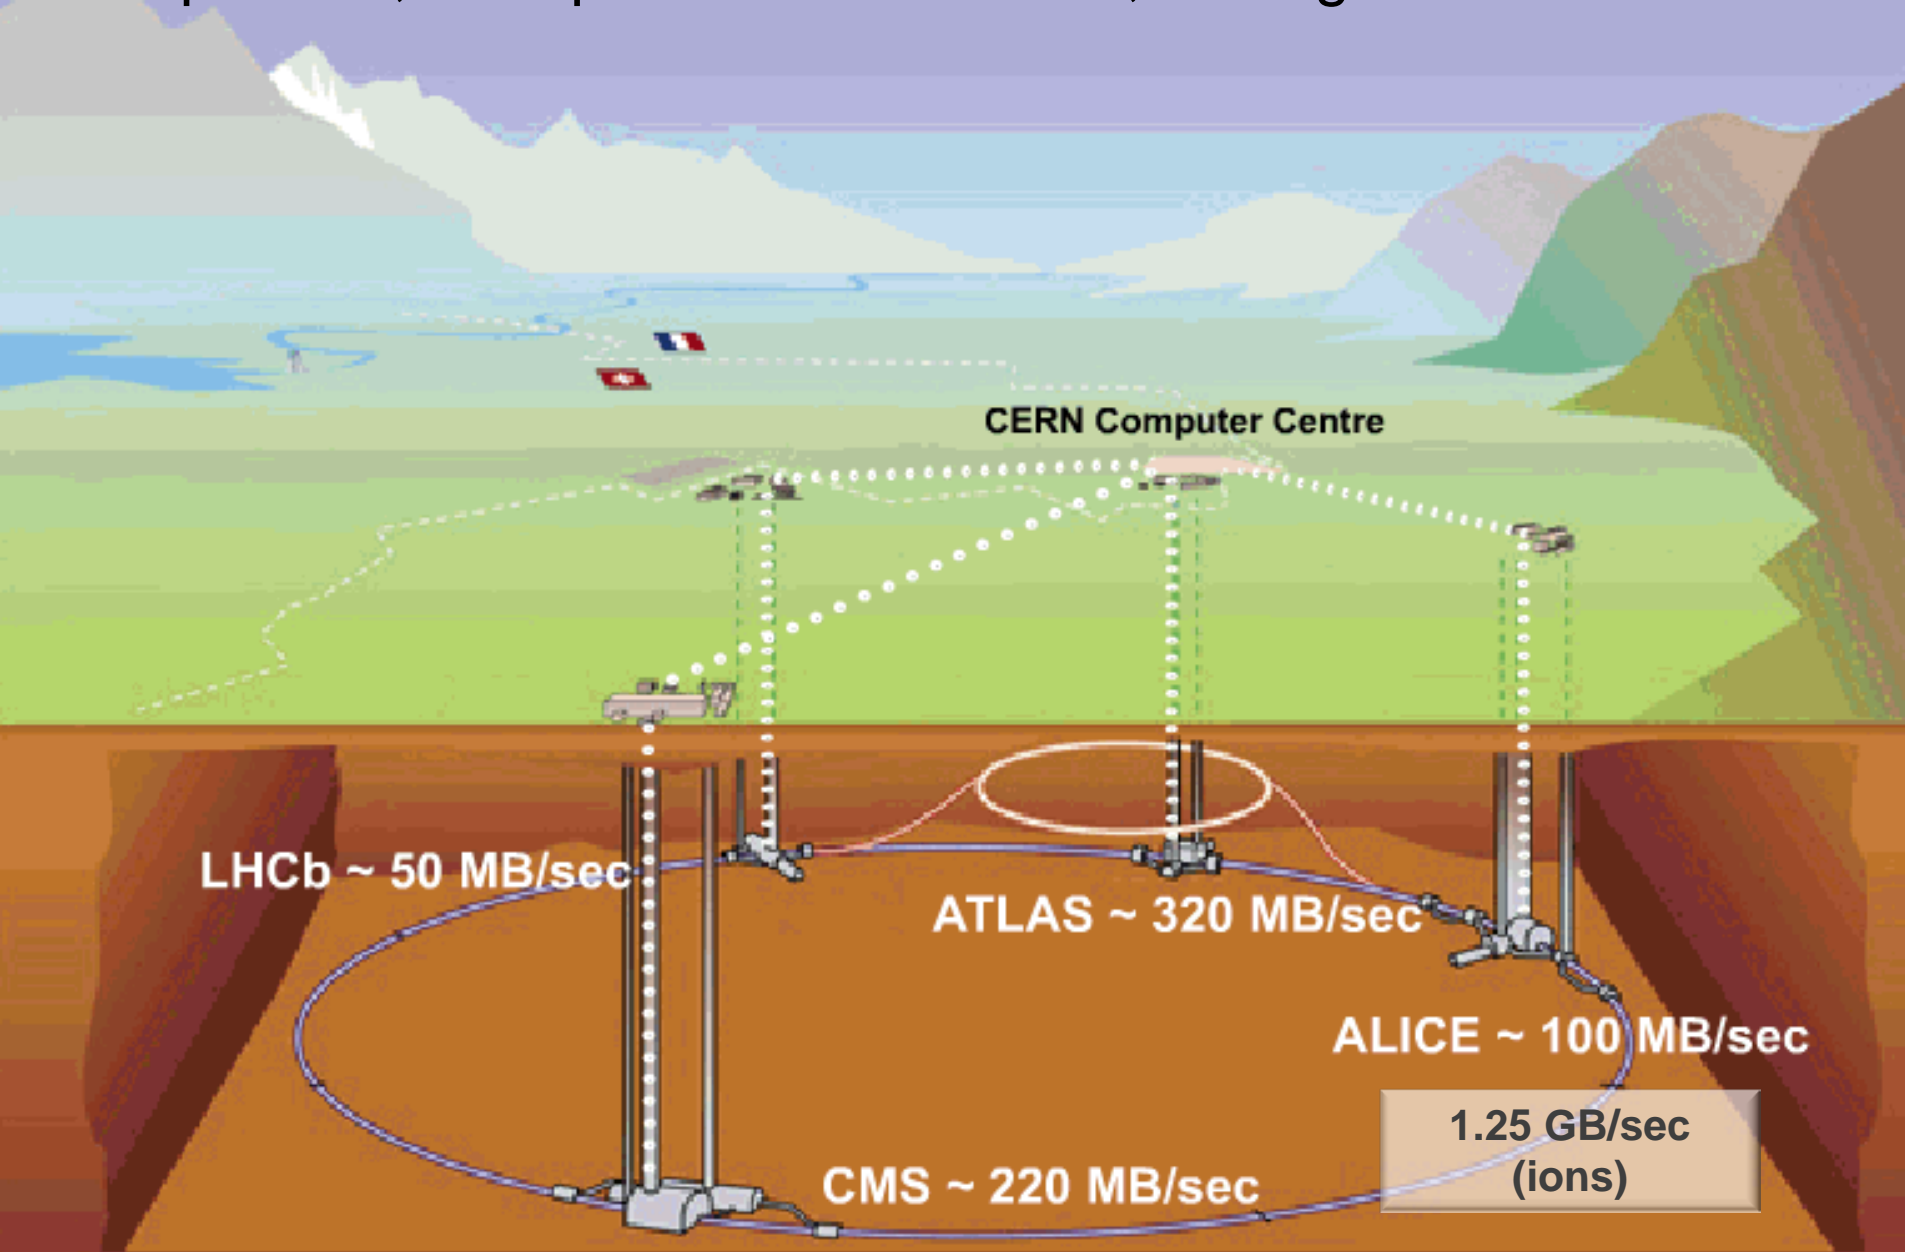 CERN Computer Centre
LHCb ~ 50 MB/sec
ATLAS ~ 320 MB/sec
ALICE ~ 100 MB/sec
1.25 GB/sec
(ions)
CMS ~ 220 MB/sec